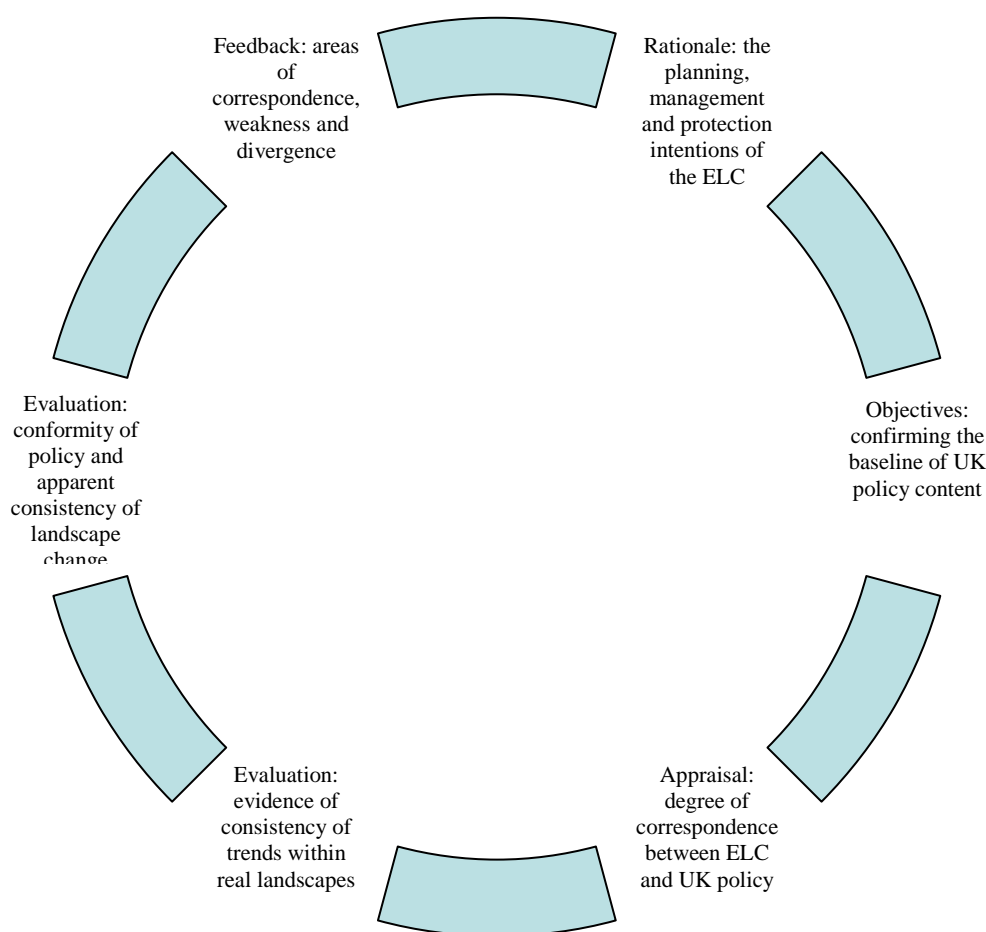 Feedback: areas
of
correspondence,
weakness and
divergence
Rationale: the
planning,
management
and protection
intentions of
the ELC
Evaluation:
conformity of
policy and
apparent
consistency of
landscape
change
Objectives:
confirming the
baseline of UK
policy content
Evaluation:
evidence of
consistency of
trends within
real landscapes
Appraisal:
degree of
correspondence
between ELC
and UK policy